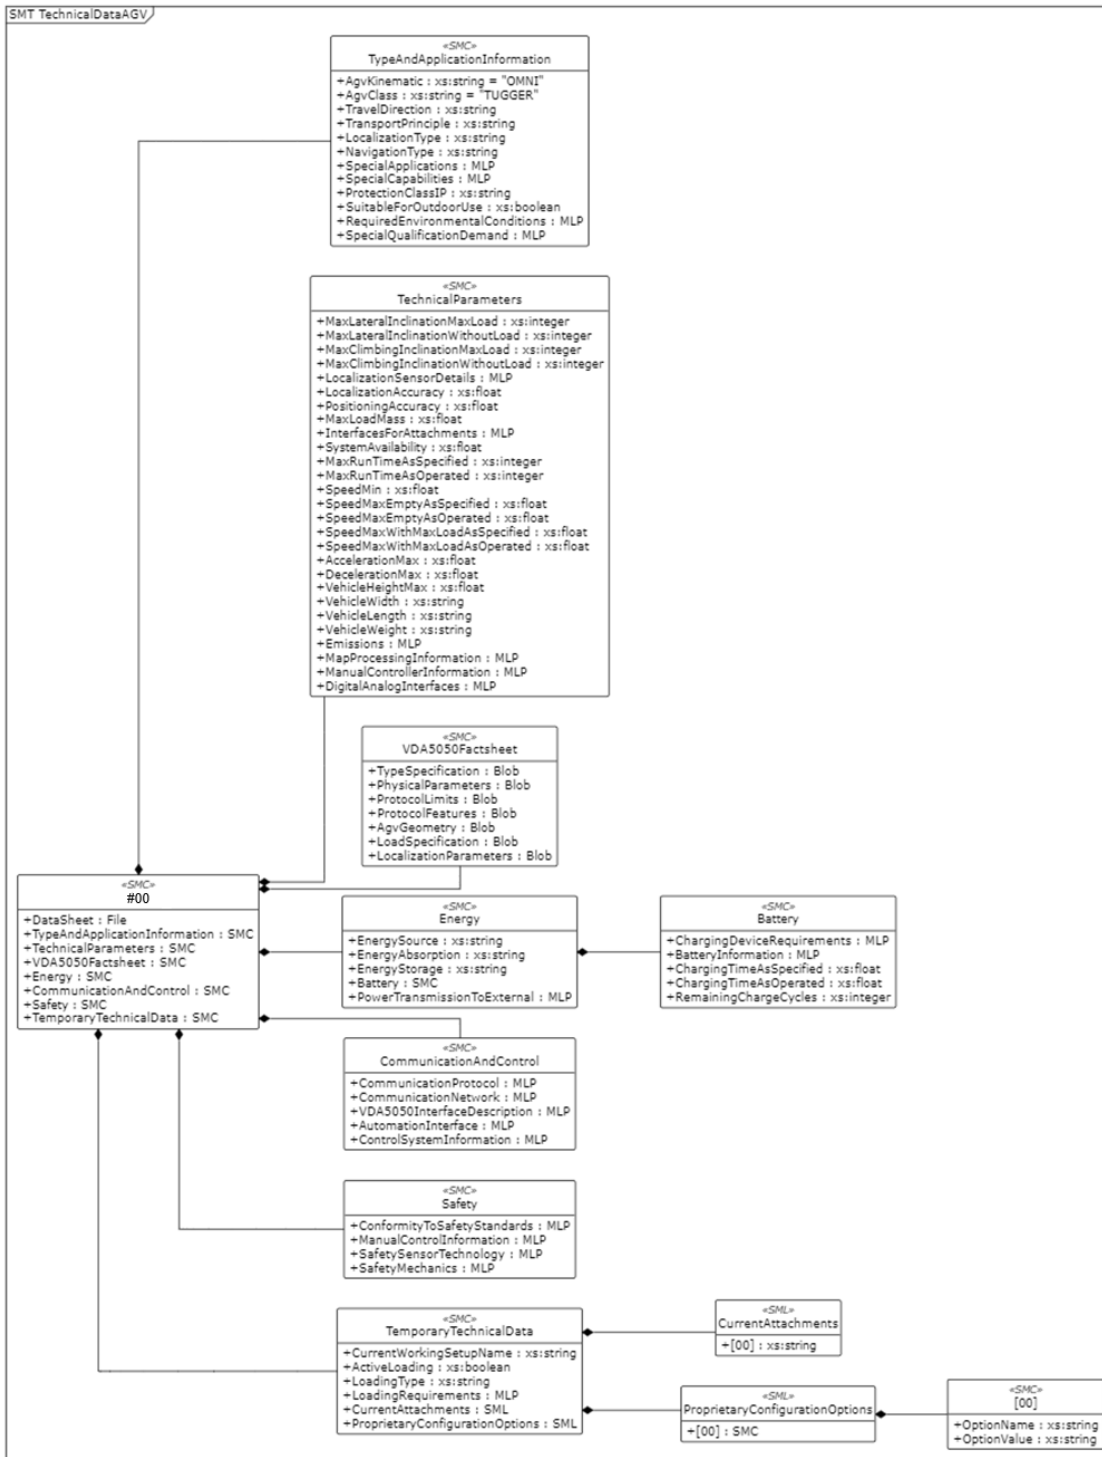 SMT TechnicalDataAGV
«SMC»
TypeAndApplicationInformation
+AgvKinematic : xs:string = "OMNI"
+AgvClass : xs:string = "TUGGER"
+TravelDirection : xs:string
+TransportPrinciple : xs:string
+LocalizationType : xs:string
+NavigationType : xs:string
+SpecialApplications : MLP
+SpecialCapabilities : MLP
+ProtectionClassIP : xs:string
+SuitableForOutdoorUse : xs:boolean
+RequiredEnvironmentalConditions : MLP
+SpecialQualificationDemand : MLP
«SMC»
TechnicalParameters
+MaxLateralInclinationMaxLoad : xs:integer
+MaxLateralInclinationWithoutLoad : xs:integer
+MaxClimbingInclinationMaxLoad : xs:integer
+MaxClimbingInclinationWithoutLoad : xs:integer
+LocalizationSensorDetails : MLP
+LocalizationAccuracy : xs:float
+PositioningAccuracy : xs:float
+MaxLoadMass : xs:float
+InterfacesForAttachments : MLP
+SystemAvailability : xs:float
+MaxRunTimeAsSpecified : xs:integer
+MaxRunTimeAsOperated : xs:integer
+SpeedMin : xs:float
+SpeedMaxEmptyAsSpecified : xs:float
+SpeedMaxEmptyAsOperated : xs:float
+SpeedMaxWithMaxLoadAsSpecified : xs:float
+SpeedMaxWithMaxLoadAsOperated : xs:float
+AccelerationMax : xs:float
+DecelerationMax : xs:float
+VehicleHeightMax : xs:float
+VehicleWidth : xs:string
+VehicleLength : xs:string
+VehicleWeight : xs:string
+Emissions : MLP
+MapProcessingInformation : MLP
+ManualControllerInformation : MLP
+DigitalAnalogInterfaces : MLP
«SMC»
VDA5050Factsheet
+TypeSpecification : Blob
+PhysicalParameters : Blob
+ProtocolLimits : Blob
+ProtocolFeatures : Blob
+AgvGeometry : Blob
+LoadSpecification : Blob
+LocalizationParameters : Blob
«SMC»
#00
+DataSheet : File
+TypeAndApplicationInformation : SMC
+TechnicalParameters : SMC
+VDA5050Factsheet : SMC
+Energy : SMC
+CommunicationAndControl : SMC
+Safety : SMC
+TemporaryTechnicalData : SMC
«SMC»
Energy
+EnergySource : xs:string
+EnergyAbsorption : xs:string
+EnergyStorage : xs:string
+Battery : SMC
+PowerTransmissionToExternal : MLP
«SMC»
Battery
+ChargingDeviceRequirements : MLP
+BatteryInformation : MLP
+ChargingTimeAsSpecified : xs:float
+ChargingTimeAsOperated : xs:float
+RemainingChargeCycles : xs:integer
«SMC»
CommunicationAndControl
+CommunicationProtocol : MLP
+CommunicationNetwork : MLP
+VDA5050InterfaceDescription : MLP
+AutomationInterface : MLP
+ControlSystemInformation : MLP
«SMC»
Safety
+ConformityToSafetyStandards : MLP
+ManualControlInformation : MLP
+SafetySensorTechnology : MLP
+SafetyMechanics : MLP
«SMC»
TemporaryTechnicalData
+CurrentWorkingSetupName : xs:string
+ActiveLoading : xs:boolean
+LoadingType : xs:string
+LoadingRequirements : MLP
+CurrentAttachments : SML
+ProprietaryConfigurationOptions : SML
«SML»
CurrentAttachments
+[00] : xs:string
«SML»
ProprietaryConfigurationOptions
+[00] : SMC
«SMC»
[00]
+OptionName : xs:string
+OptionValue : xs:string